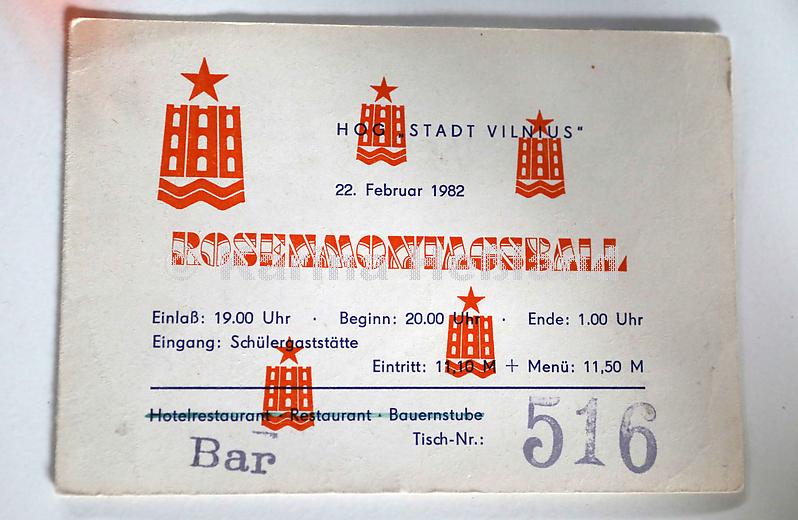 HOG „STADT VILNIUS“
22. Februar 1982
ROSENMONTAGSBALL
Einlaß: 19.00 Uhr · Beginn: 20.00 Uhr · Ende: 1.00 Uhr
Eingang: Schülergaststätte
Eintritt: 11,10 M + Menü: 11,50 M
Hotelrestaurant · Restaurant · Bauernstube
Bar
Tisch-Nr.: 516